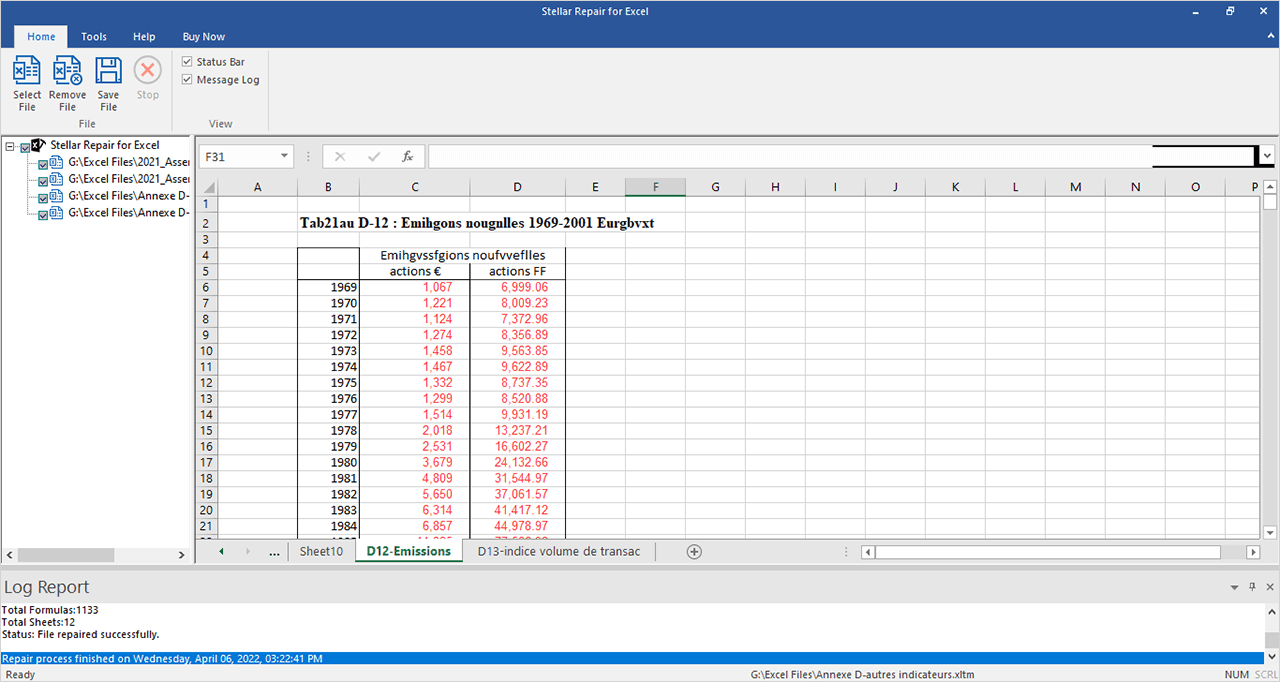 Stellar Repair for Excel
Home Tools Help Buy Now
Select File Remove File Save File Stop
Status Bar
Message Log
File View
Stellar Repair for Excel
G:\Excel Files\2021_Asser
G:\Excel Files\2021_Asser
G:\Excel Files\Annexe D-
G:\Excel Files\Annexe D-
F31 fx
A B C D E F G H I J K L M N O P
1
2 Tab21au D-12 : Emihgons nougnlles 1969-2001 Eurgbvxt
3
4 Emihgvssfgions noufvveflles
5 actions € actions FF
6 1969 1,067 6,999.06
7 1970 1,221 8,009.23
8 1971 1,124 7,372.96
9 1972 1,274 8,356.89
10 1973 1,458 9,563.85
11 1974 1,467 9,622.89
12 1975 1,332 8,737.35
13 1976 1,299 8,520.88
14 1977 1,514 9,931.19
15 1978 2,018 13,237.21
16 1979 2,531 16,602.27
17 1980 3,679 24,132.66
18 1981 4,809 31,544.97
19 1982 5,650 37,061.57
20 1983 6,314 41,417.12
21 1984 6,857 44,978.97
... Sheet10 D12-Emissions D13-indice volume de transac
Log Report
Total Formulas:1133
Total Sheets:12
Status: File repaired successfully.
Repair process finished on Wednesday, April 06, 2022, 03:22:41 PM
Ready G:\Excel Files\Annexe D-autres indicateurs.xltm NUM SCRL